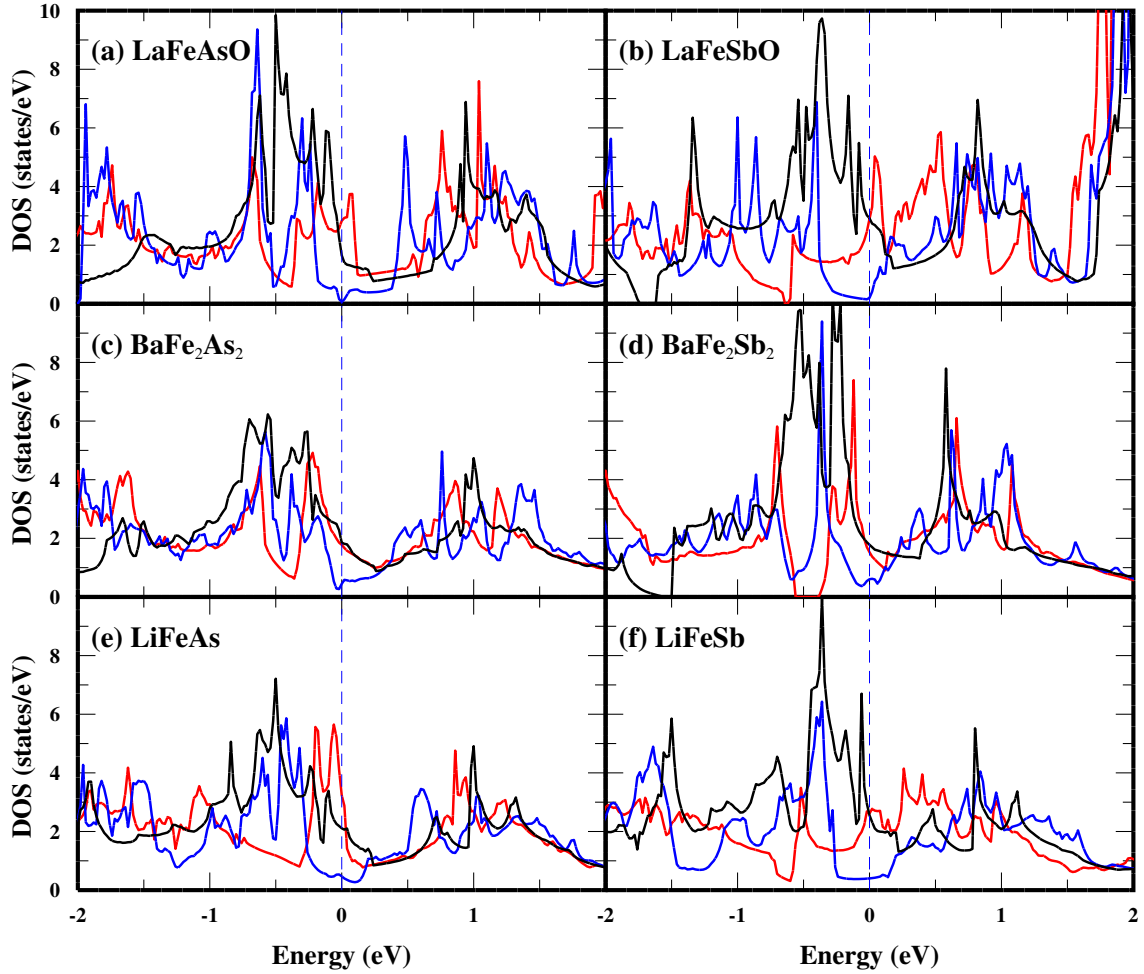 10
8
6
4
2
0
DOS (states/eV)
(a) LaFeAsO
(b) LaFeSbO
8
6
4
2
0
DOS (states/eV)
(c) BaFe₂As₂
(d) BaFe₂Sb₂
8
6
4
2
0
DOS (states/eV)
(e) LiFeAs
(f) LiFeSb
-2 -1 0 1 -2 -1 0 1 2
Energy (eV) Energy (eV)